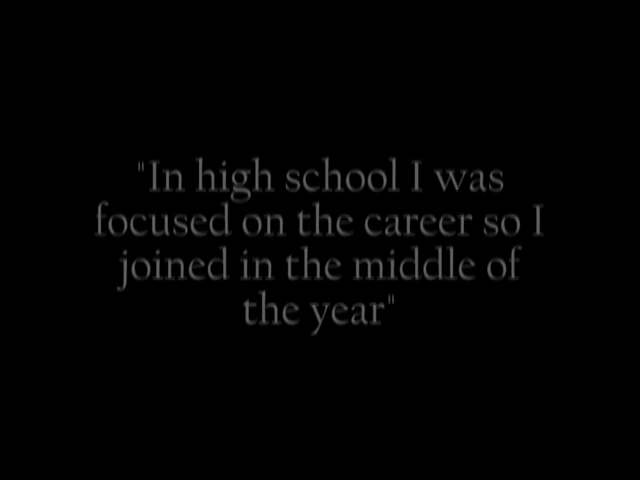 "In high school I was
focused on the career so I
joined in the middle of
the year"